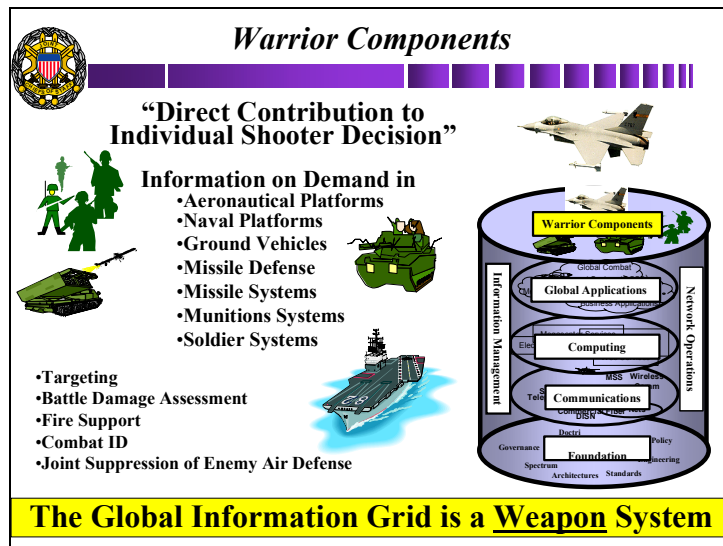 Warrior Components
“Direct Contribution to
Individual Shooter Decision”
Information on Demand in
•Aeronautical Platforms
•Naval Platforms
•Ground Vehicles
•Missile Defense
•Missile Systems
•Munitions Systems
•Soldier Systems
•Targeting
•Battle Damage Assessment
•Fire Support
•Combat ID
•Joint Suppression of Enemy Air Defense
Warrior Components
Information Management
Network Operations
Global Combat
Global Applications
Business Applications
Computing
MSS
Wireless
Communications
DISN
Foundation
Governance
Policy
Spectrum
Architectures
Standards
The Global Information Grid is a Weapon System